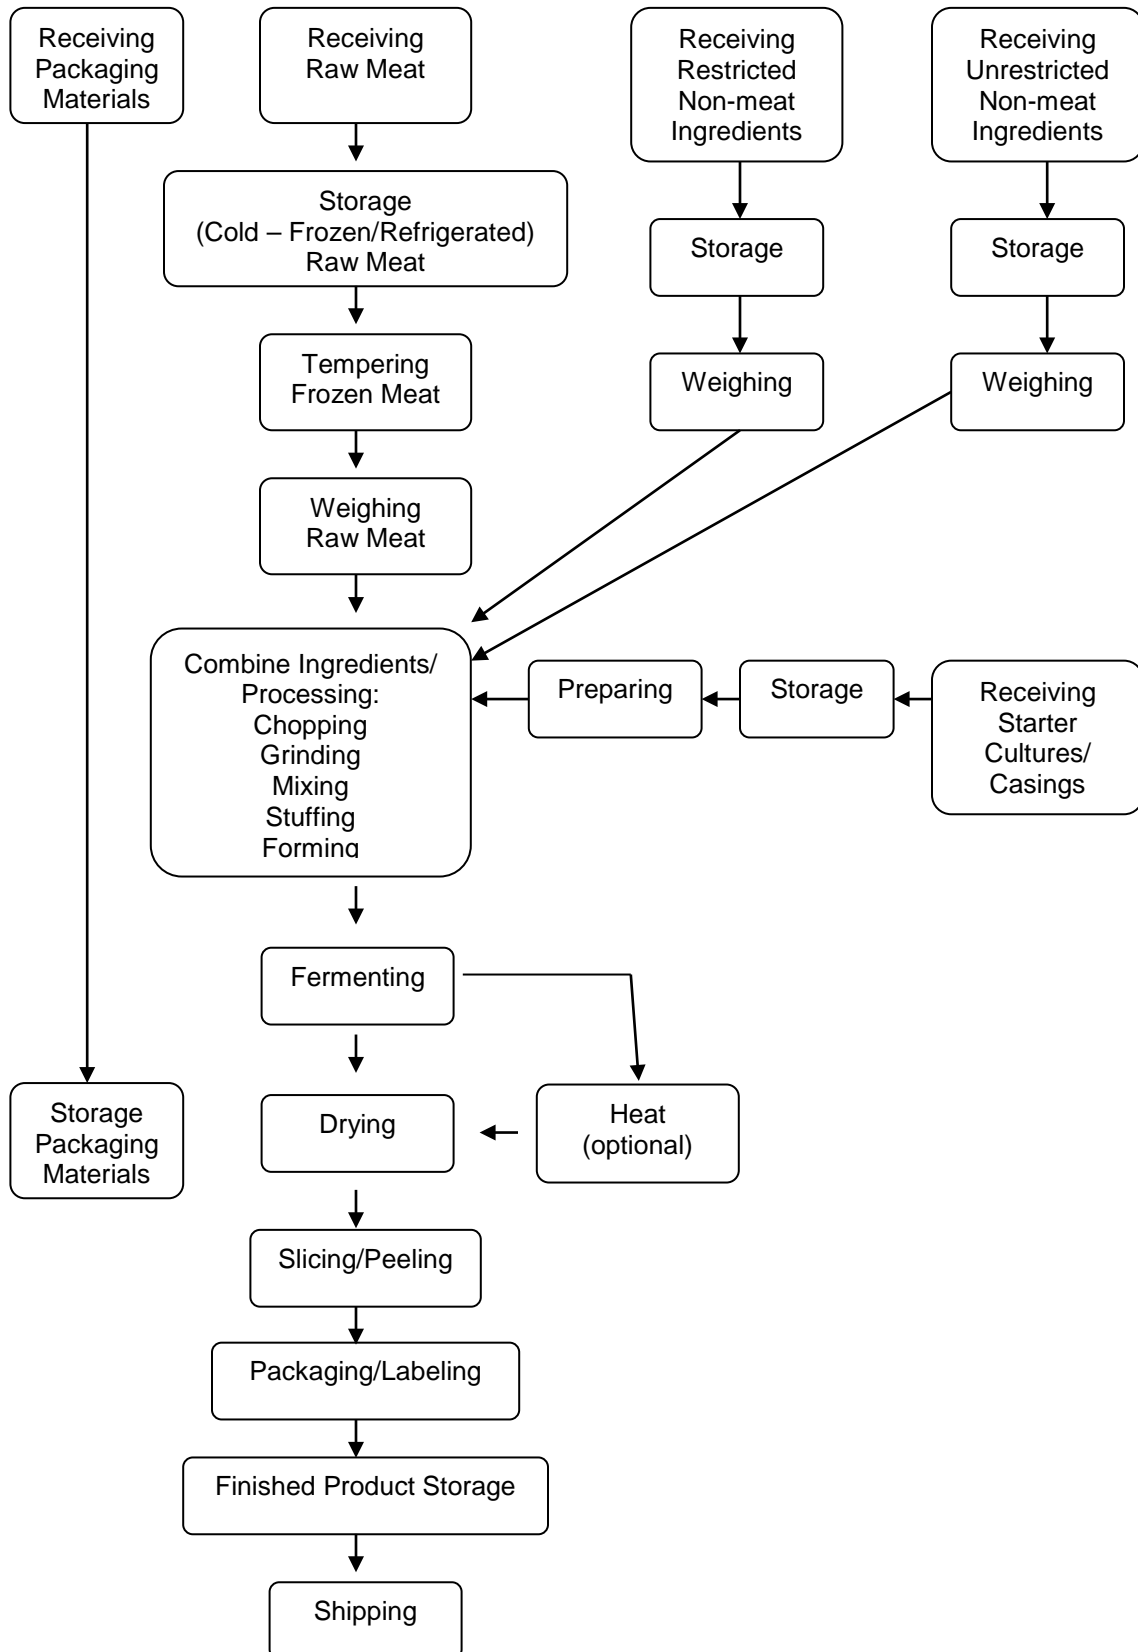 Receiving
Packaging
Materials
Receiving
Raw Meat
Receiving
Restricted
Non-meat
Ingredients
Receiving
Unrestricted
Non-meat
Ingredients
Storage
(Cold – Frozen/Refrigerated)
Raw Meat
Storage
Storage
Tempering
Frozen Meat
Weighing
Weighing
Weighing
Raw Meat
Combine Ingredients/
Processing:
Chopping
Grinding
Mixing
Stuffing
Forming
Preparing
Storage
Receiving
Starter
Cultures/
Casings
Fermenting
Storage
Packaging
Materials
Drying
Heat
(optional)
Slicing/Peeling
Packaging/Labeling
Finished Product Storage
Shipping